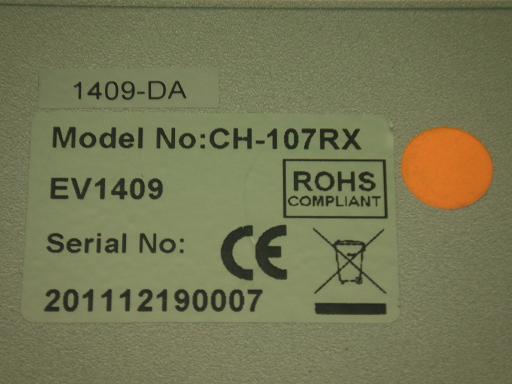 1409-DA
Model No:CH-107RX
EV1409
ROHS
COMPLIANT
Serial No:
CE
201112190007